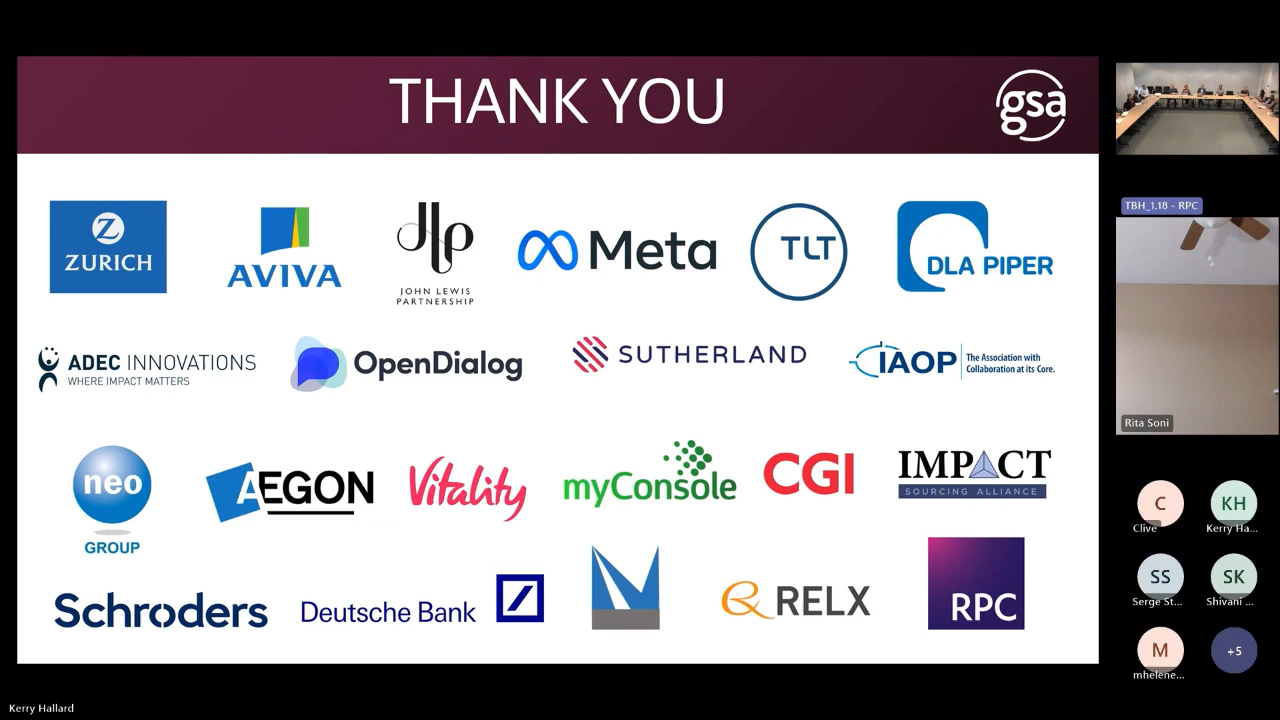 THANK YOU
gsa
Z
ZURICH
AVIVA
JLP
JOHN LEWIS
PARTNERSHIP
Meta
TLT
DLA PIPER
ADEC INNOVATIONS
WHERE IMPACT MATTERS
OpenDialog
SUTHERLAND
IAOP
The Association with
Collaboration at its Core.
neo
GROUP
AEGON
Vitality
myConsole
CGI
IMPACT
SOURCING ALLIANCE
Schroders
Deutsche Bank
RELX
RPC
TBH_1.18 - RPC
Rita Soni
C
Clive
KH
Kerry Ha...
SS
Serge St...
SK
Shivani ...
M
mhelene...
+5
Kerry Hallard